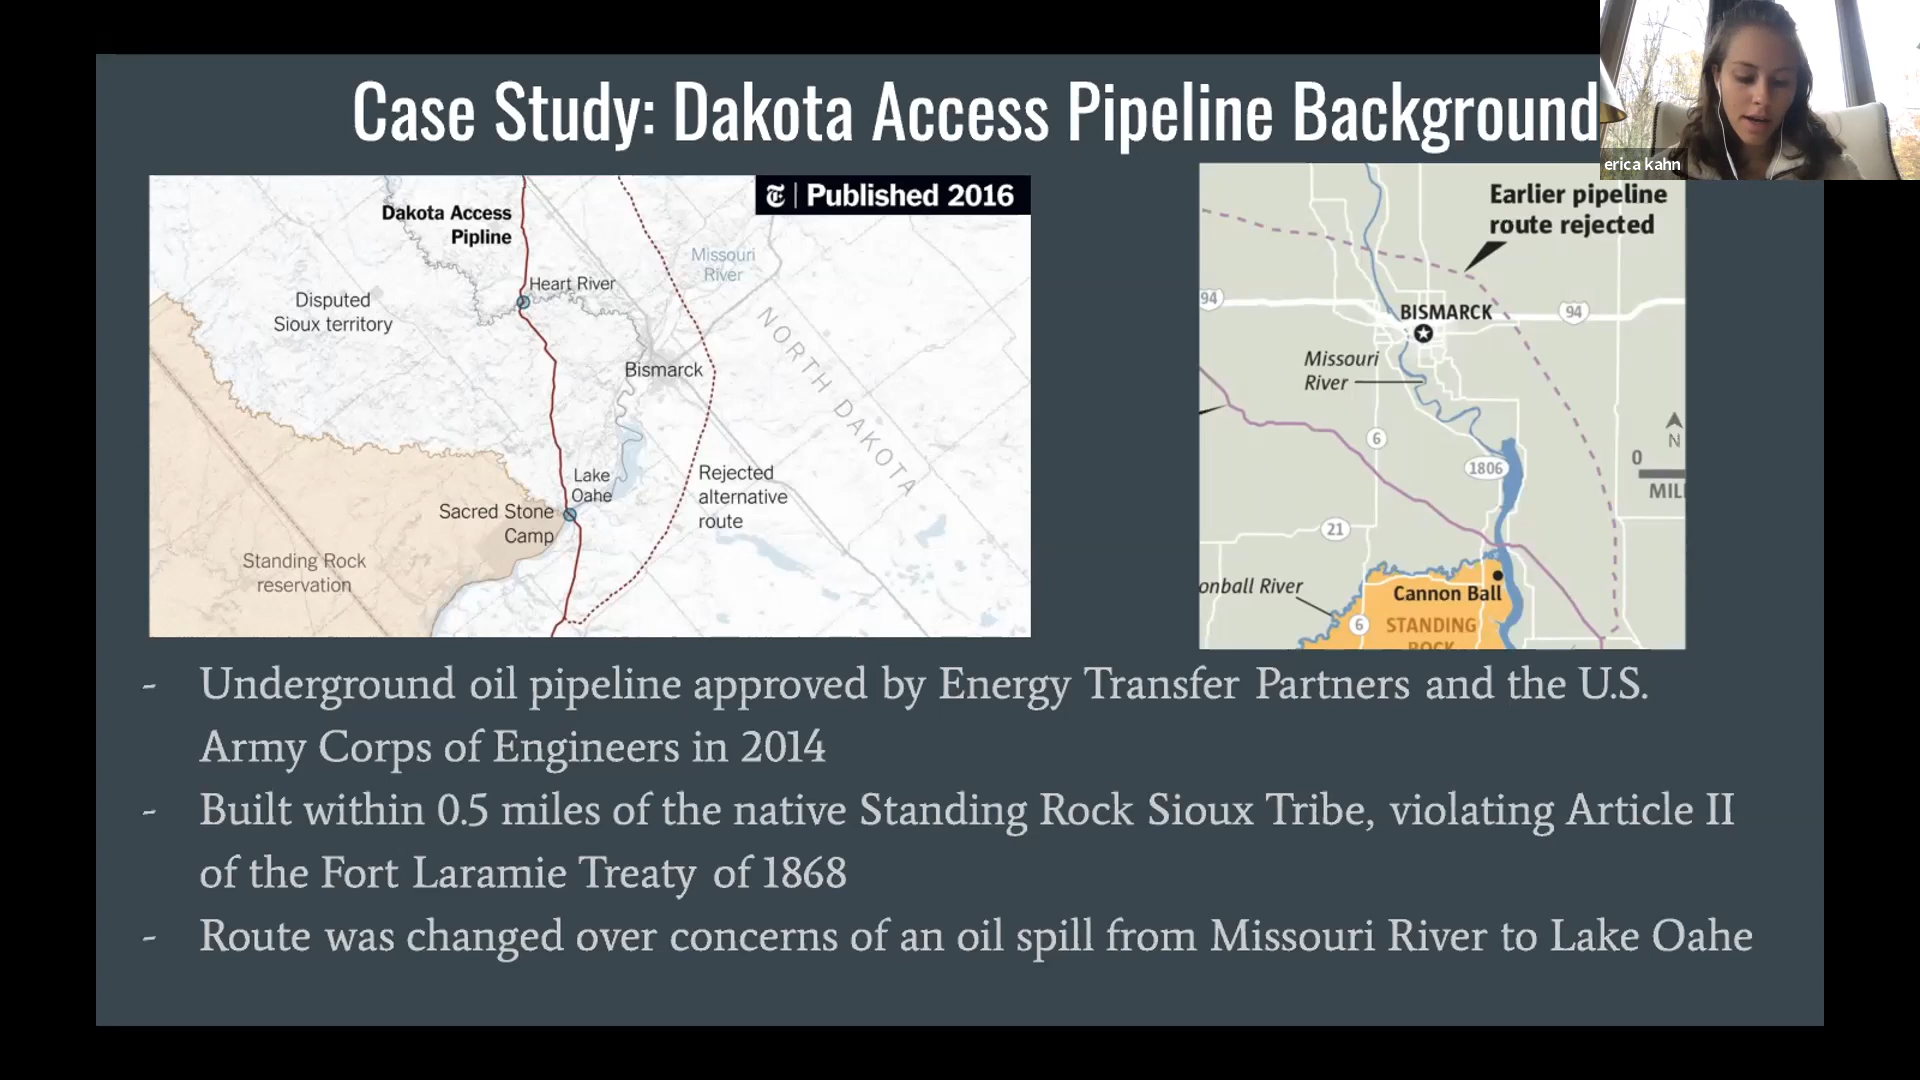 Case Study: Dakota Access Pipeline Background
erica kahn
T | Published 2016
Dakota Access
Pipline
Missouri
River
Heart River
Disputed
Sioux territory
NORTH DAKOTA
Bismarck
Lake
Oahe
Rejected
alternative
route
Sacred Stone
Camp
Standing Rock
reservation
Earlier pipeline
route rejected
94
BISMARCK
94
Missouri
River
6
N
0
1806
MIL
21
onball River
Cannon Ball
6
STANDING
ROCK
- Underground oil pipeline approved by Energy Transfer Partners and the U.S.
Army Corps of Engineers in 2014
- Built within 0.5 miles of the native Standing Rock Sioux Tribe, violating Article II
of the Fort Laramie Treaty of 1868
- Route was changed over concerns of an oil spill from Missouri River to Lake Oahe